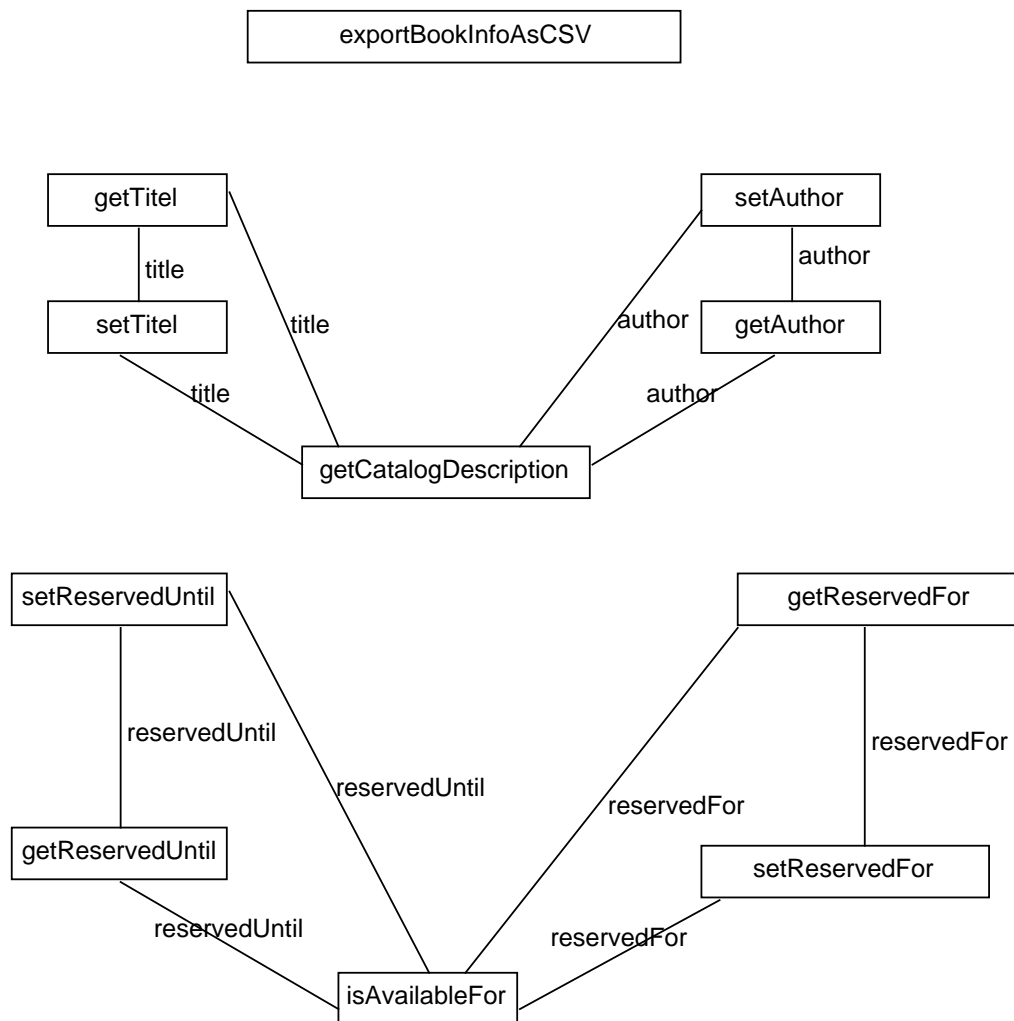 exportBookInfoAsCSV
getTitel
setAuthor
title
author
setTitel
getAuthor
title
author
title
author
getCatalogDescription
setReservedUntil
getReservedFor
reservedUntil
reservedFor
reservedUntil
reservedFor
getReservedUntil
setReservedFor
reservedUntil
reservedFor
isAvailableFor